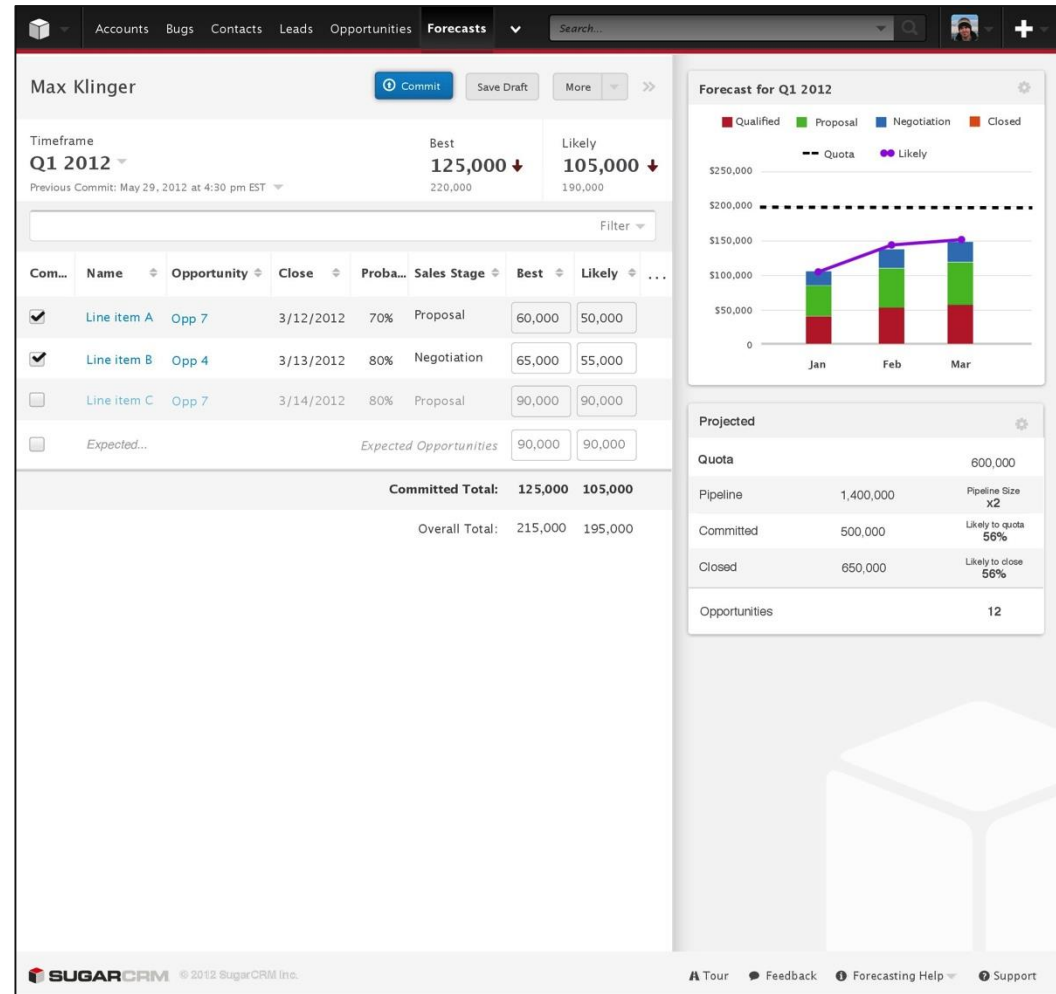 Accounts Bugs Contacts Leads Opportunities Forecasts Search...
Max Klinger Commit Save Draft More
Timeframe Best Likely
Q1 2012 125,000 105,000
Previous Commit: May 29, 2012 at 4:30 pm EST 220,000 190,000
Filter
Com... Name Opportunity Close Proba... Sales Stage Best Likely ...
Line item A Opp 7 3/12/2012 70% Proposal 60,000 50,000
Line item B Opp 4 3/13/2012 80% Negotiation 65,000 55,000
Line item C Opp 7 3/14/2012 80% Proposal 90,000 90,000
Expected... Expected Opportunities 90,000 90,000
Committed Total: 125,000 105,000
Overall Total: 215,000 195,000
Forecast for Q1 2012
Qualified Proposal Negotiation Closed
Quota Likely
$250,000
$200,000
$150,000
$100,000
$50,000
0
Jan Feb Mar
Projected
Quota 600,000
Pipeline 1,400,000 Pipeline Size
x2
Committed 500,000 Likely to quota
56%
Closed 650,000 Likely to close
56%
Opportunities 12
SUGARCRM © 2012 SugarCRM Inc. Tour Feedback Forecasting Help Support